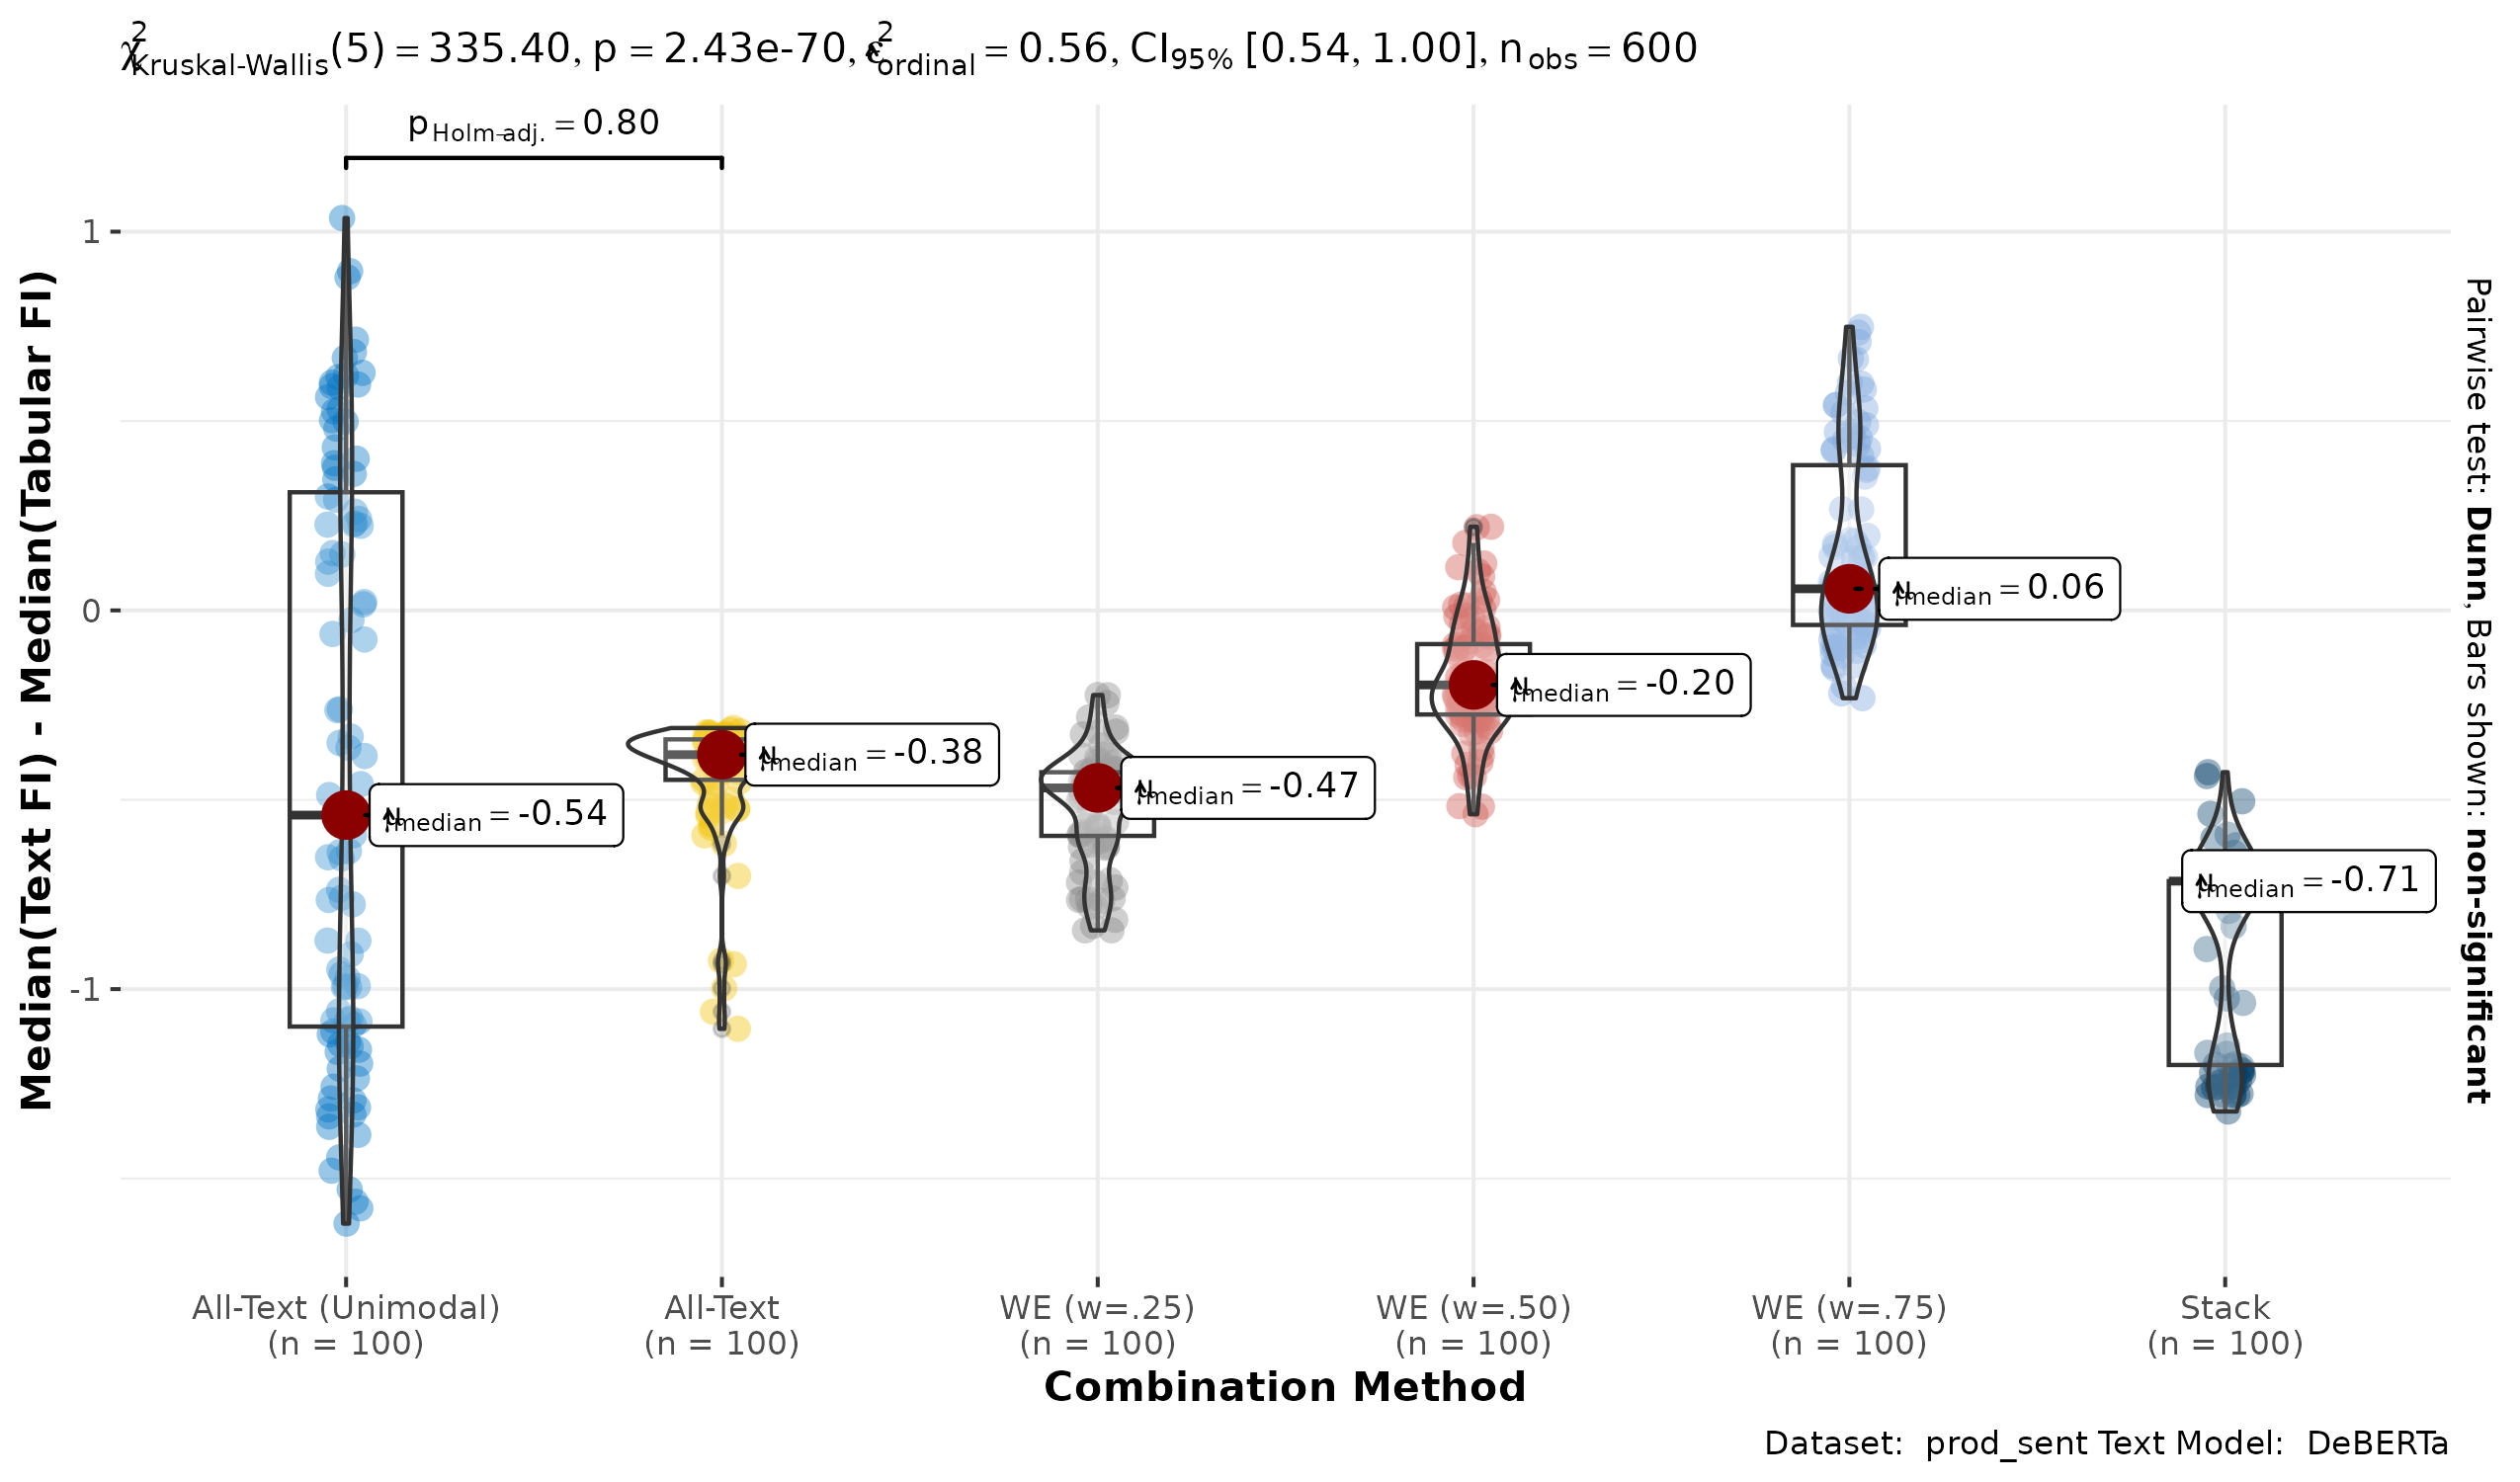 χ²Kruskal-Wallis(5) = 335.40, p = 2.43e-70, ε̂²ordinal = 0.56, CI95% [0.54, 1.00], nobs = 600
pHolm-adj. = 0.80
Median(Text FI) - Median(Tabular FI)
1
0
-1
μ̂median = -0.54
μ̂median = -0.38
μ̂median = -0.47
μ̂median = -0.20
μ̂median = 0.06
μ̂median = -0.71
Pairwise test: Dunn, Bars shown: non-significant
All-Text (Unimodal)
(n = 100)
All-Text
(n = 100)
WE (w=.25)
(n = 100)
WE (w=.50)
(n = 100)
WE (w=.75)
(n = 100)
Stack
(n = 100)
Combination Method
Dataset: prod_sent Text Model: DeBERTa